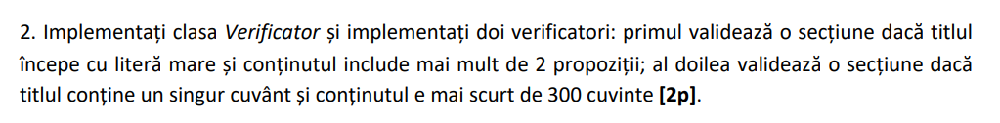 2. Implementați clasa Verificator și implementați doi verificatori: primul validează o secțiune dacă titlul
începe cu literă mare și conținutul include mai mult de 2 propoziții; al doilea validează o secțiune dacă
titlul conține un singur cuvânt și conținutul e mai scurt de 300 cuvinte [2p].